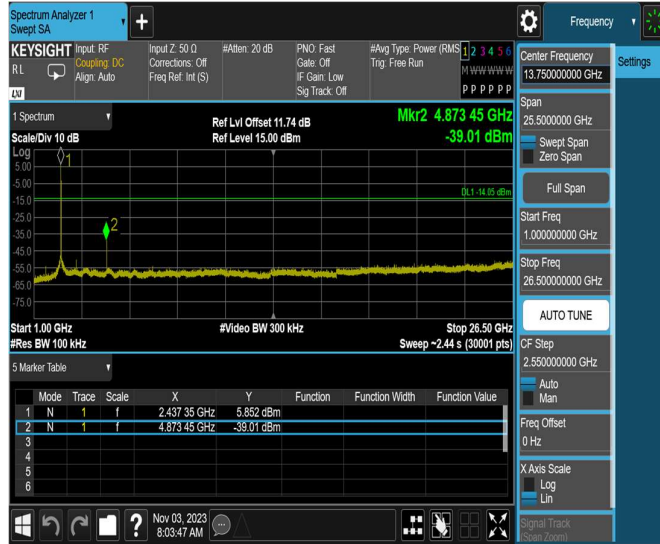 Spectrum Analyzer 1
Swept SA
+
Frequency
KEYSIGHT
RL
LXI
Input: RF
Coupling: DC
Align: Auto
Input Z: 50 Ω
Corrections: Off
Freq Ref: Int (S)
#Atten: 20 dB
PNO: Fast
Gate: Off
IF Gain: Low
Sig Track: Off
#Avg Type: Power (RMS
Trig: Free Run
1 2 3 4 5 6
M W W W W W
P P P P P P
1 Spectrum
Scale/Div 10 dB
Ref Lvl Offset 11.74 dB
Ref Level 15.00 dBm
Mkr2 4.873 45 GHz
-39.01 dBm
Log
5.00
-5.00
-15.0
-25.0
-35.0
-45.0
-55.0
-65.0
-75.0
1
2
DL1 -14.05 dBm
Start 1.00 GHz
#Res BW 100 kHz
#Video BW 300 kHz
Stop 26.50 GHz
Sweep ~2.44 s (30001 pts)
5 Marker Table
Mode Trace Scale X Y Function Function Width Function Value
1 N 1 f 2.437 35 GHz 5.852 dBm
2 N 1 f 4.873 45 GHz -39.01 dBm
3
4
5
6
Nov 03, 2023
8:03:47 AM
Center Frequency
13.750000000 GHz
Settings
Span
25.5000000 GHz
Swept Span
Zero Span
Full Span
Start Freq
1.000000000 GHz
Stop Freq
26.500000000 GHz
AUTO TUNE
CF Step
2.550000000 GHz
Auto
Man
Freq Offset
0 Hz
X Axis Scale
Log
Lin
Signal Track
(Span Zoom)